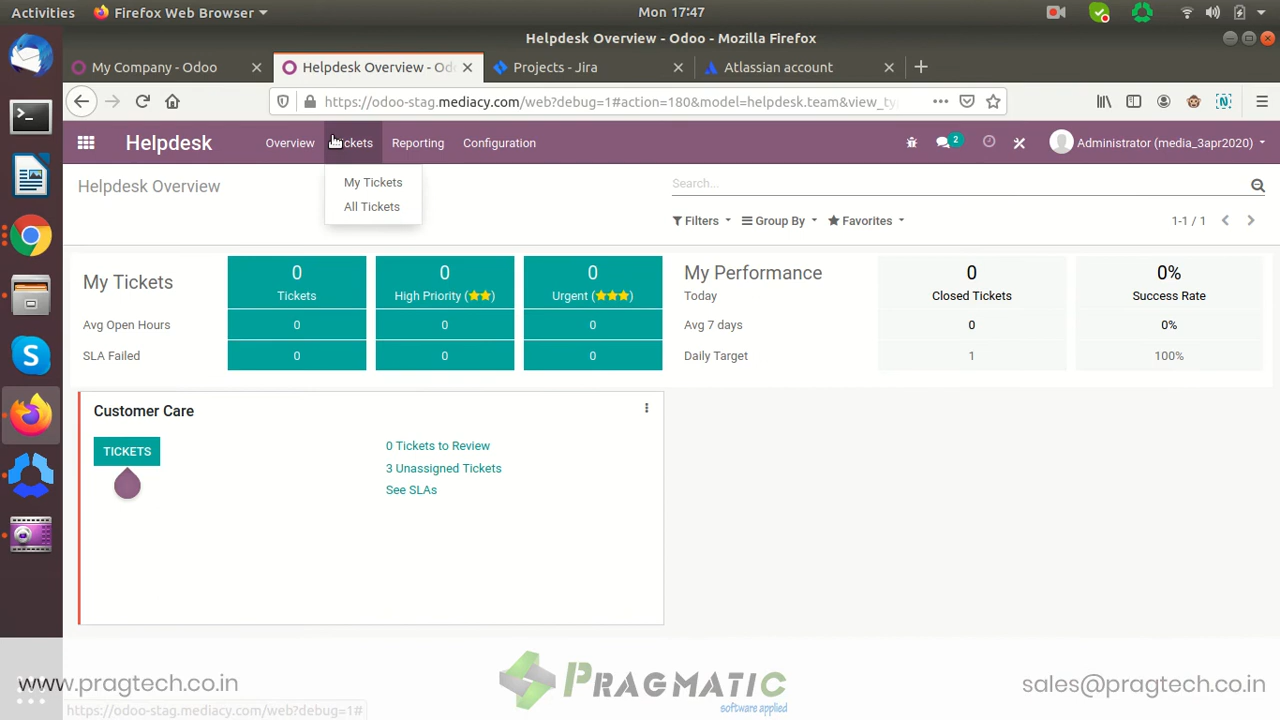 Activities
Firefox Web Browser
Mon 17:47
Helpdesk Overview - Odoo - Mozilla Firefox
My Company - Odoo
Helpdesk Overview - Od
Projects - Jira
Atlassian account
https://odoo-stag.mediacy.com/web?debug=1#action=180&model=helpdesk.team&view_ty
Helpdesk
Overview
Reporting
Configuration
2
Administrator (media_3apr2020)
Helpdesk Overview
Search...
My Tickets
All Tickets
Filters
Group By
Favorites
1-1 / 1
My Tickets
0
Tickets
0
High Priority (★★)
0
Urgent (★★★)
Avg Open Hours
0
0
0
SLA Failed
0
0
0
My Performance
Today
0
Closed Tickets
0%
Success Rate
Avg 7 days
0
0%
Daily Target
1
100%
Customer Care
TICKETS
0 Tickets to Review
3 Unassigned Tickets
See SLAs
www.pragtech.co.in
PRAGMATIC
software applied
sales@pragtech.co.in
https://odoo-stag.mediacy.com/web?debug=1#